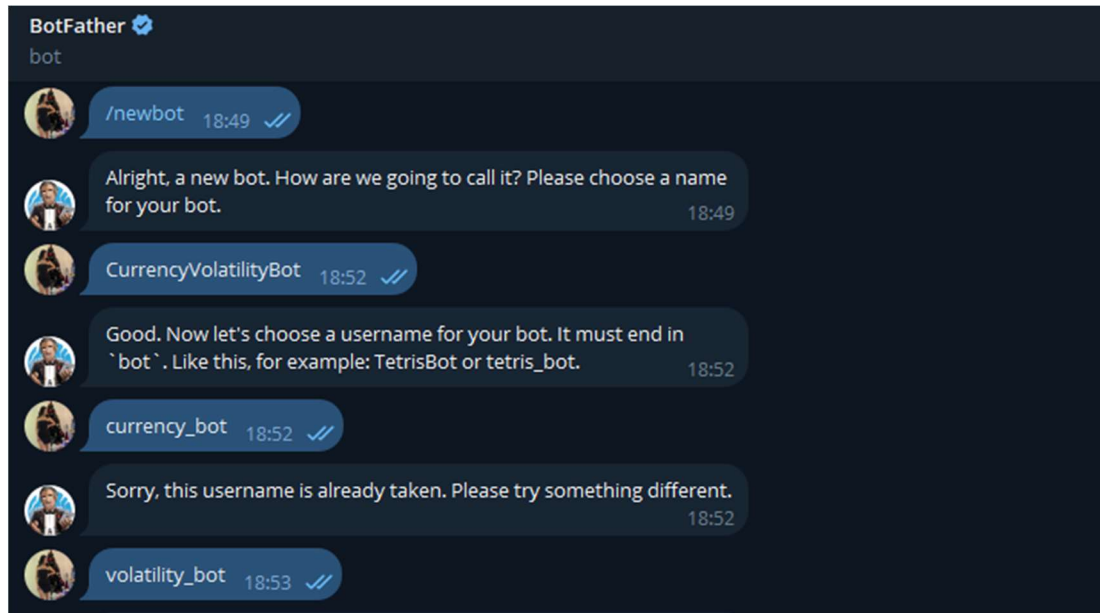 BotFather
bot
/newbot 18:49
Alright, a new bot. How are we going to call it? Please choose a name
for your bot. 18:49
CurrencyVolatilityBot 18:52
Good. Now let's choose a username for your bot. It must end in
`bot`. Like this, for example: TetrisBot or tetris_bot. 18:52
currency_bot 18:52
Sorry, this username is already taken. Please try something different.
18:52
volatility_bot 18:53